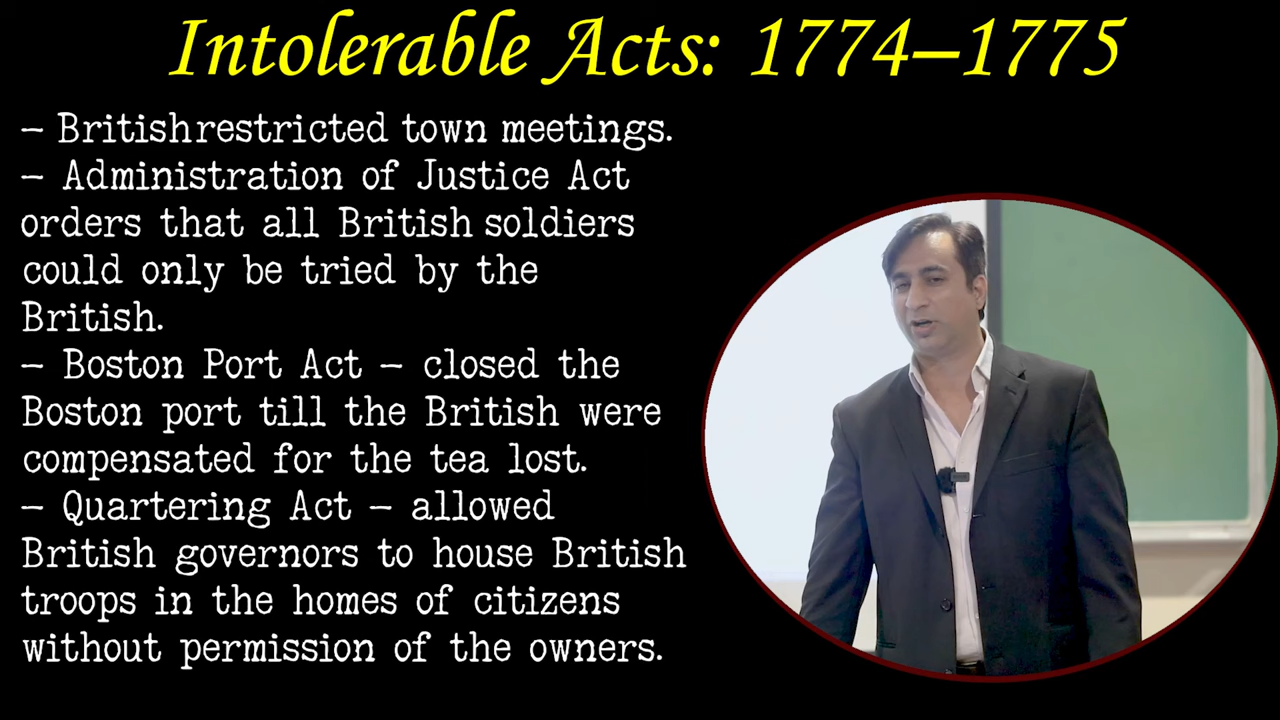 Intolerable Acts: 1774–1775
– British restricted town meetings.
– Administration of Justice Act
orders that all British soldiers
could only be tried by the
British.
– Boston Port Act – closed the
Boston port till the British were
compensated for the tea lost.
– Quartering Act – allowed
British governors to house British
troops in the homes of citizens
without permission of the owners.